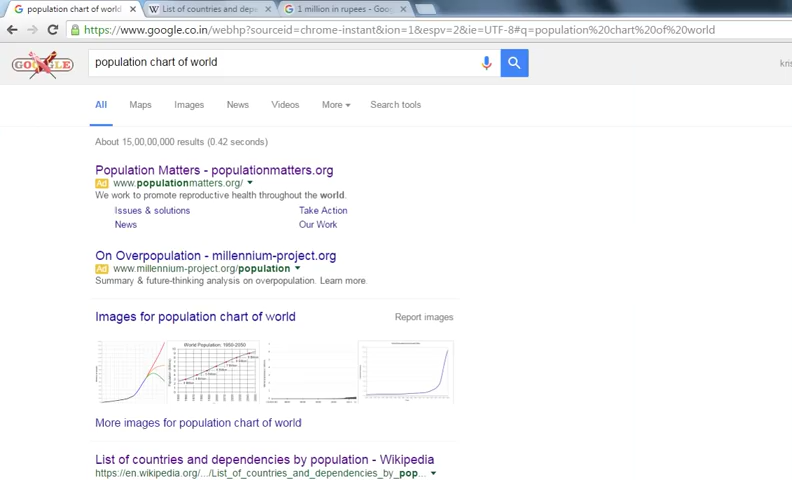 population chart of world
List of countries and depe
1 million in rupees - Goo
https://www.google.co.in/webhp?sourceid=chrome-instant&ion=1&espv=2&ie=UTF-8#q=population%20chart%20of%20world
GOOGLE
population chart of world
kris
All Maps Images News Videos More Search tools
About 15,00,00,000 results (0.42 seconds)
Population Matters - populationmatters.org
Ad www.populationmatters.org/
We work to promote reproductive health throughout the world.
Issues & solutions Take Action
News Our Work
On Overpopulation - millennium-project.org
Ad www.millennium-project.org/population
Summary & future-thinking analysis on overpopulation. Learn more.
Images for population chart of world Report images
World Population: 1950-2050
More images for population chart of world
List of countries and dependencies by population - Wikipedia
https://en.wikipedia.org/.../List_of_countries_and_dependencies_by_pop...